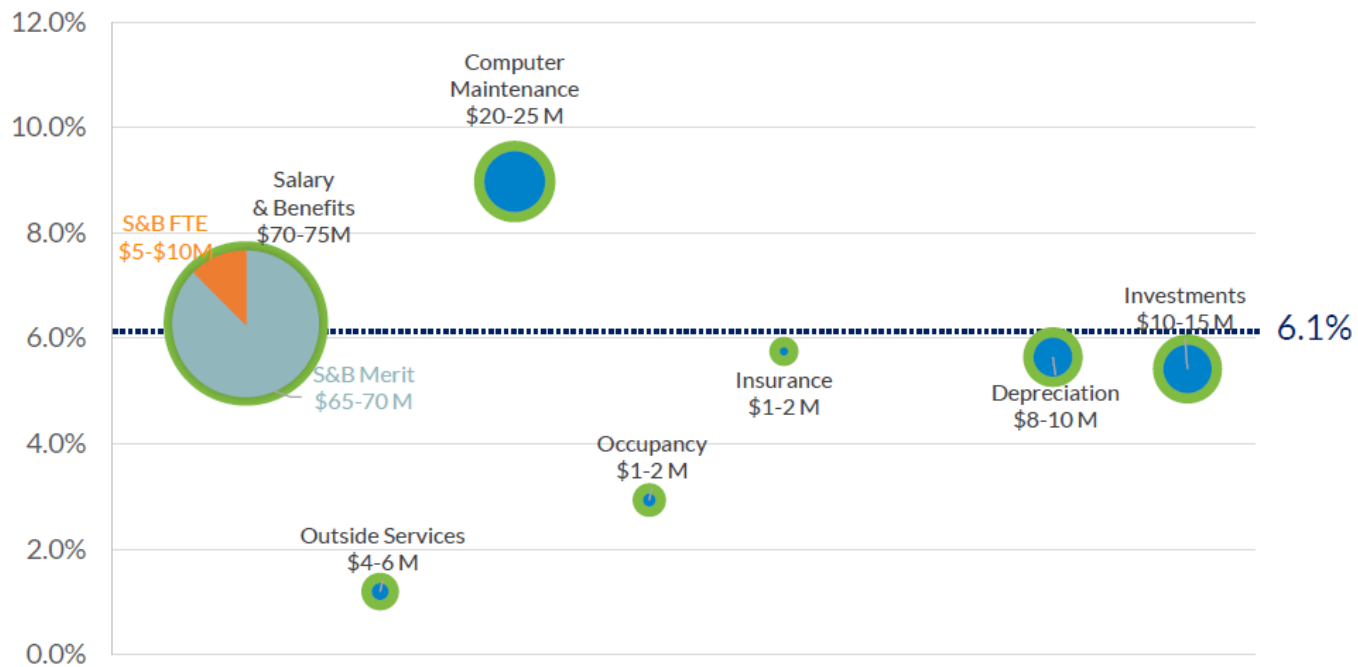 12.0%
10.0%
8.0%
6.0%
4.0%
2.0%
0.0%
S&B FTE
$5-$10M
Salary
& Benefits
$70-75M
S&B Merit
$65-70 M
Outside Services
$4-6 M
Computer
Maintenance
$20-25 M
Occupancy
$1-2 M
Insurance
$1-2 M
Depreciation
$8-10 M
Investments
$10-15 M
6.1%